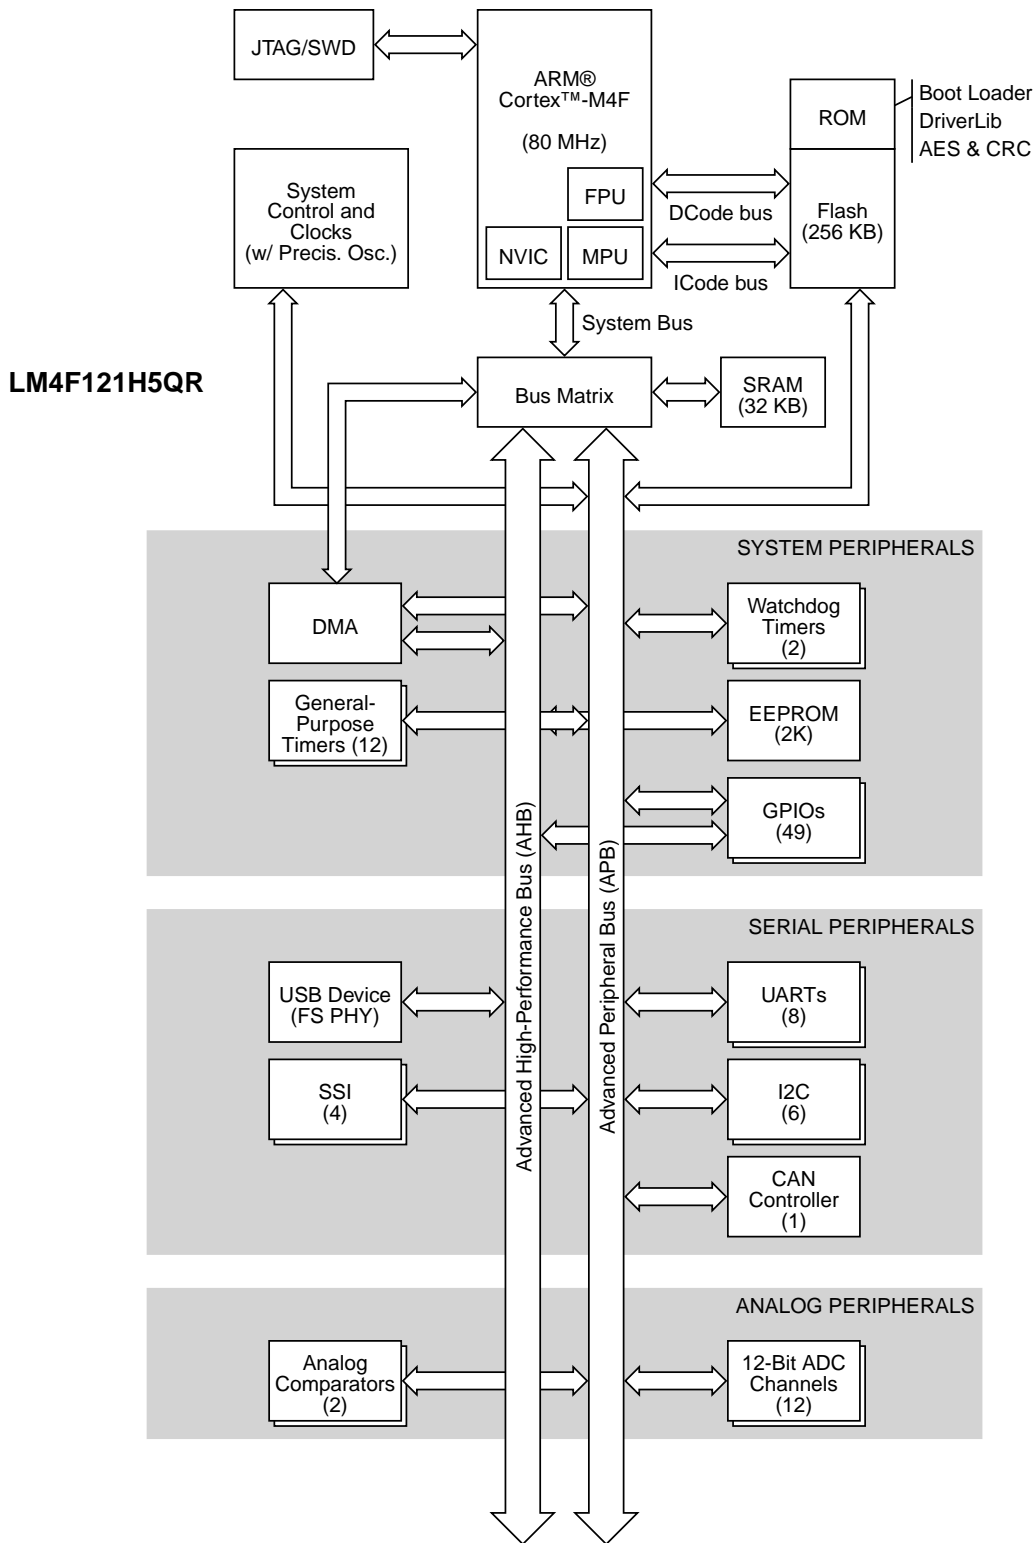 JTAG/SWD
ARM®
Cortex™-M4F
(80 MHz)
ROM
Boot Loader
DriverLib
AES & CRC
System
Control and
Clocks
(w/ Precis. Osc.)
FPU
NVIC
MPU
DCode bus
ICode bus
Flash
(256 KB)
System Bus
LM4F121H5QR
Bus Matrix
SRAM
(32 KB)
SYSTEM PERIPHERALS
DMA
Watchdog
Timers
(2)
General-
Purpose
Timers (12)
EEPROM
(2K)
GPIOs
(49)
Advanced High-Performance Bus (AHB)
Advanced Peripheral Bus (APB)
SERIAL PERIPHERALS
USB Device
(FS PHY)
UARTs
(8)
SSI
(4)
I2C
(6)
CAN
Controller
(1)
ANALOG PERIPHERALS
Analog
Comparators
(2)
12-Bit ADC
Channels
(12)